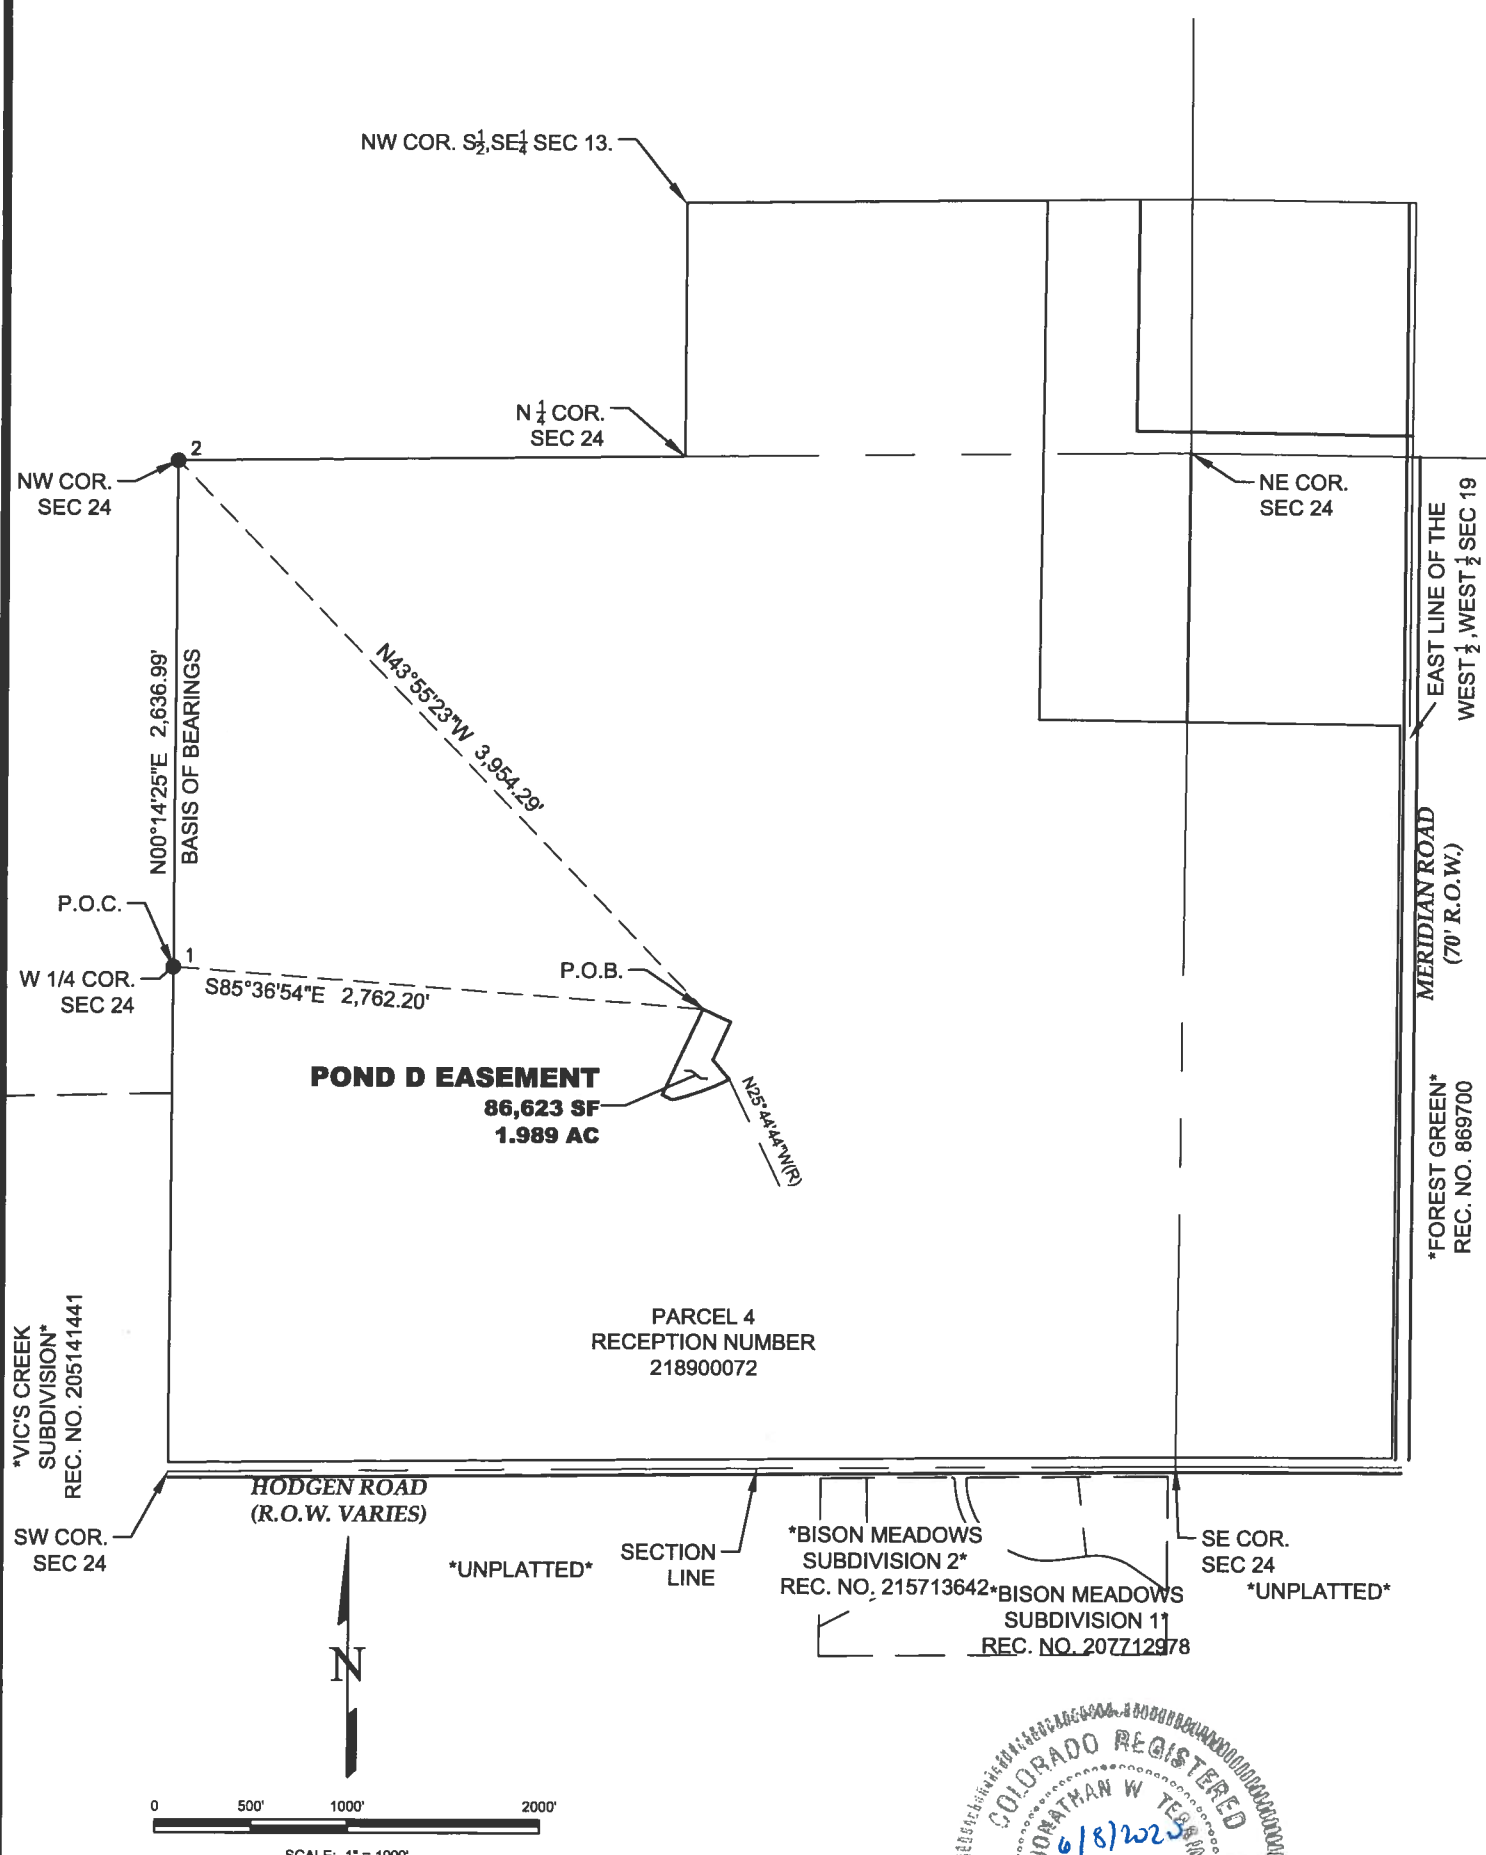 NW COR. S½,SE¼ SEC 13.
N ¼ COR.
SEC 24
2
NW COR.
SEC 24
NE COR.
SEC 24
EAST LINE OF THE
WEST ½,WEST ½ SEC 19
N00°14'25"E 2,636.99'
BASIS OF BEARINGS
N43°55'23"W 3,954.29'
MERIDIAN ROAD
(70' R.O.W.)
P.O.C.
1
W 1/4 COR.
SEC 24
S85°36'54"E 2,762.20'
P.O.B.
POND D EASEMENT
86,623 SF
1.989 AC
N25°44'44"W(R)
*FOREST GREEN*
REC. NO. 869700
PARCEL 4
RECEPTION NUMBER
218900072
*VIC'S CREEK
SUBDIVISION*
REC. NO. 205141441
HODGEN ROAD
(R.O.W. VARIES)
SW COR.
SEC 24
*UNPLATTED*
SECTION
LINE
*BISON MEADOWS
SUBDIVISION 2*
REC. NO. 215713642
*BISON MEADOWS
SUBDIVISION 1*
REC. NO. 207712978
SE COR.
SEC 24
*UNPLATTED*
N
0 500' 1000' 2000'
SCALE: 1" = 1000'
COLORADO REGISTERED
JONATHAN W
6/8/2020